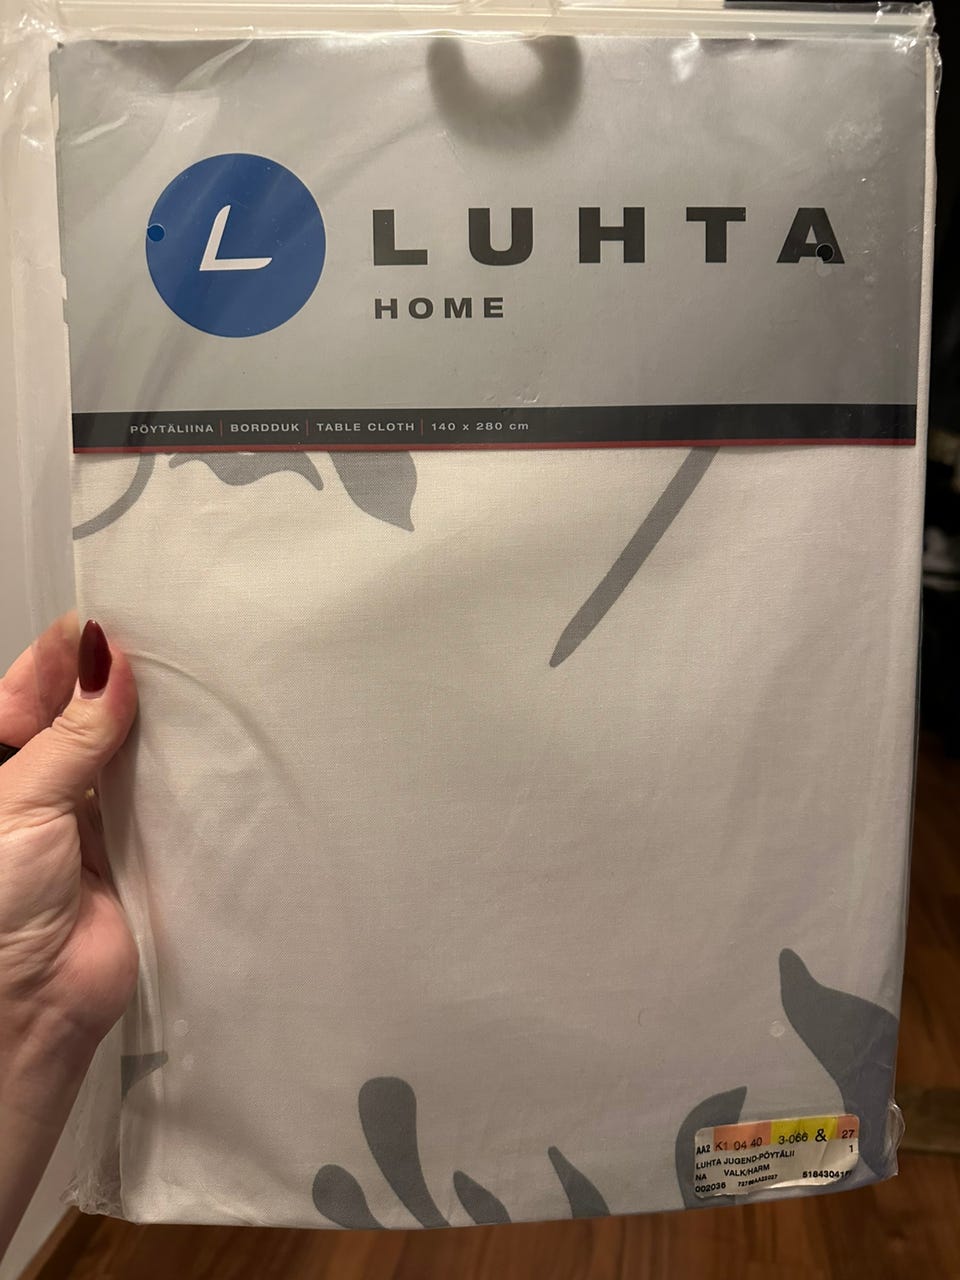 L LUHTA
HOME
PÖYTÄLIINA | BORDDUK | TABLE CLOTH | 140 x 280 cm
AA2 K1 04 40 3-066 & 27
LUHTA JUGEND-PÖYTÄLII 1
NA VALK/HARM
002036